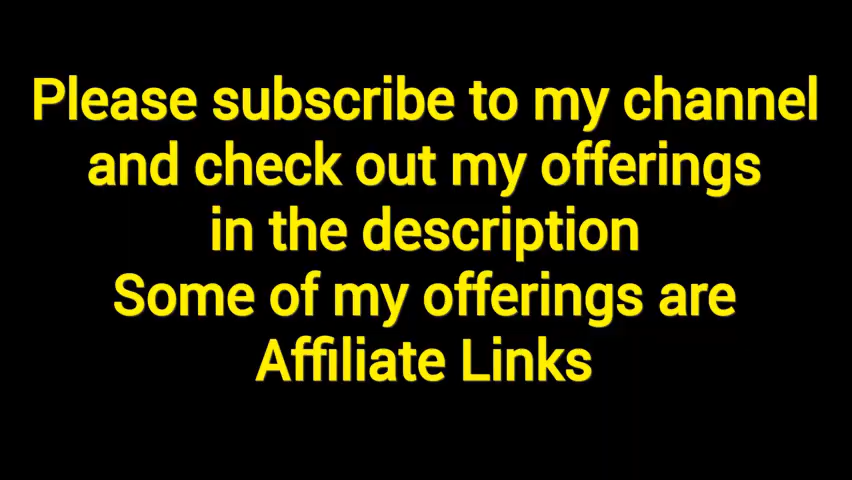 Please subscribe to my channel
and check out my offerings
in the description
Some of my offerings are
Affiliate Links